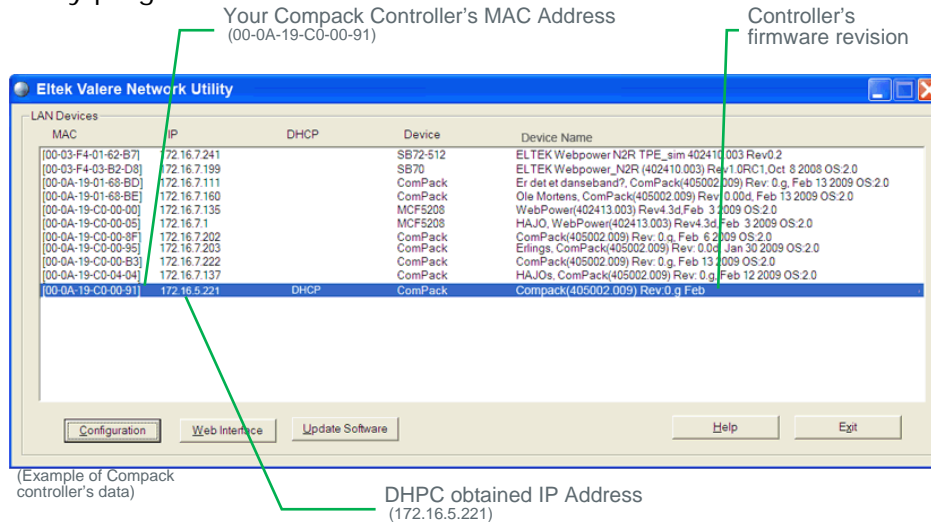 Your Compack Controller's MAC Address
(00-0A-19-C0-00-91)
Controller's
firmware revision
Eltek Valere Network Utility
LAN Devices
MAC IP DHCP Device Device Name
[00-03-F4-01-62-B7] 172.16.7.241 SB72-512 ELTEK Webpower N2R TPE_sim 402410.003 Rev0.2
[00-03-F4-03-B2-D8] 172.16.7.199 SB70 ELTEK_Webpower_N2R (402410.003) Rev1.0RC1,Oct 8 2008 OS:2.0
[00-0A-19-01-68-BD] 172.16.7.111 ComPack Er det et danseband?, ComPack(405002.009) Rev: 0.g, Feb 13 2009 OS:2.0
[00-0A-19-01-68-BE] 172.16.7.160 ComPack Ole Mortens, ComPack(405002.009) Rev: 0.00d, Feb 13 2009 OS:2.0
[00-0A-19-C0-00-00] 172.16.7.135 MCF5208 WebPower(402413.003) Rev4.3d,Feb 3 2009 OS:2.0
[00-0A-19-C0-00-05] 172.16.7.1 MCF5208 HAJO, WebPower(402413.003) Rev4.3d,Feb 3 2009 OS:2.0
[00-0A-19-C0-00-8F] 172.16.7.202 ComPack ComPack(405002.009) Rev: 0.g, Feb 6 2009 OS:2.0
[00-0A-19-C0-00-95] 172.16.7.203 ComPack Erlings, ComPack(405002.009) Rev: 0.0d, Jan 30 2009 OS:2.0
[00-0A-19-C0-00-B3] 172.16.7.222 ComPack ComPack(405002.009) Rev: 0.g, Feb 13 2009 OS:2.0
[00-0A-19-C0-04-04] 172.16.7.137 ComPack HAJOs, ComPack(405002.009) Rev: 0.g, Feb 12 2009 OS:2.0
[00-0A-19-C0-00-91] 172.16.5.221 DHCP ComPack Compack(405002.009) Rev:0.g Feb
Configuration Web Interface Update Software Help Exit
(Example of Compack
controller's data)
DHPC obtained IP Address
(172.16.5.221)